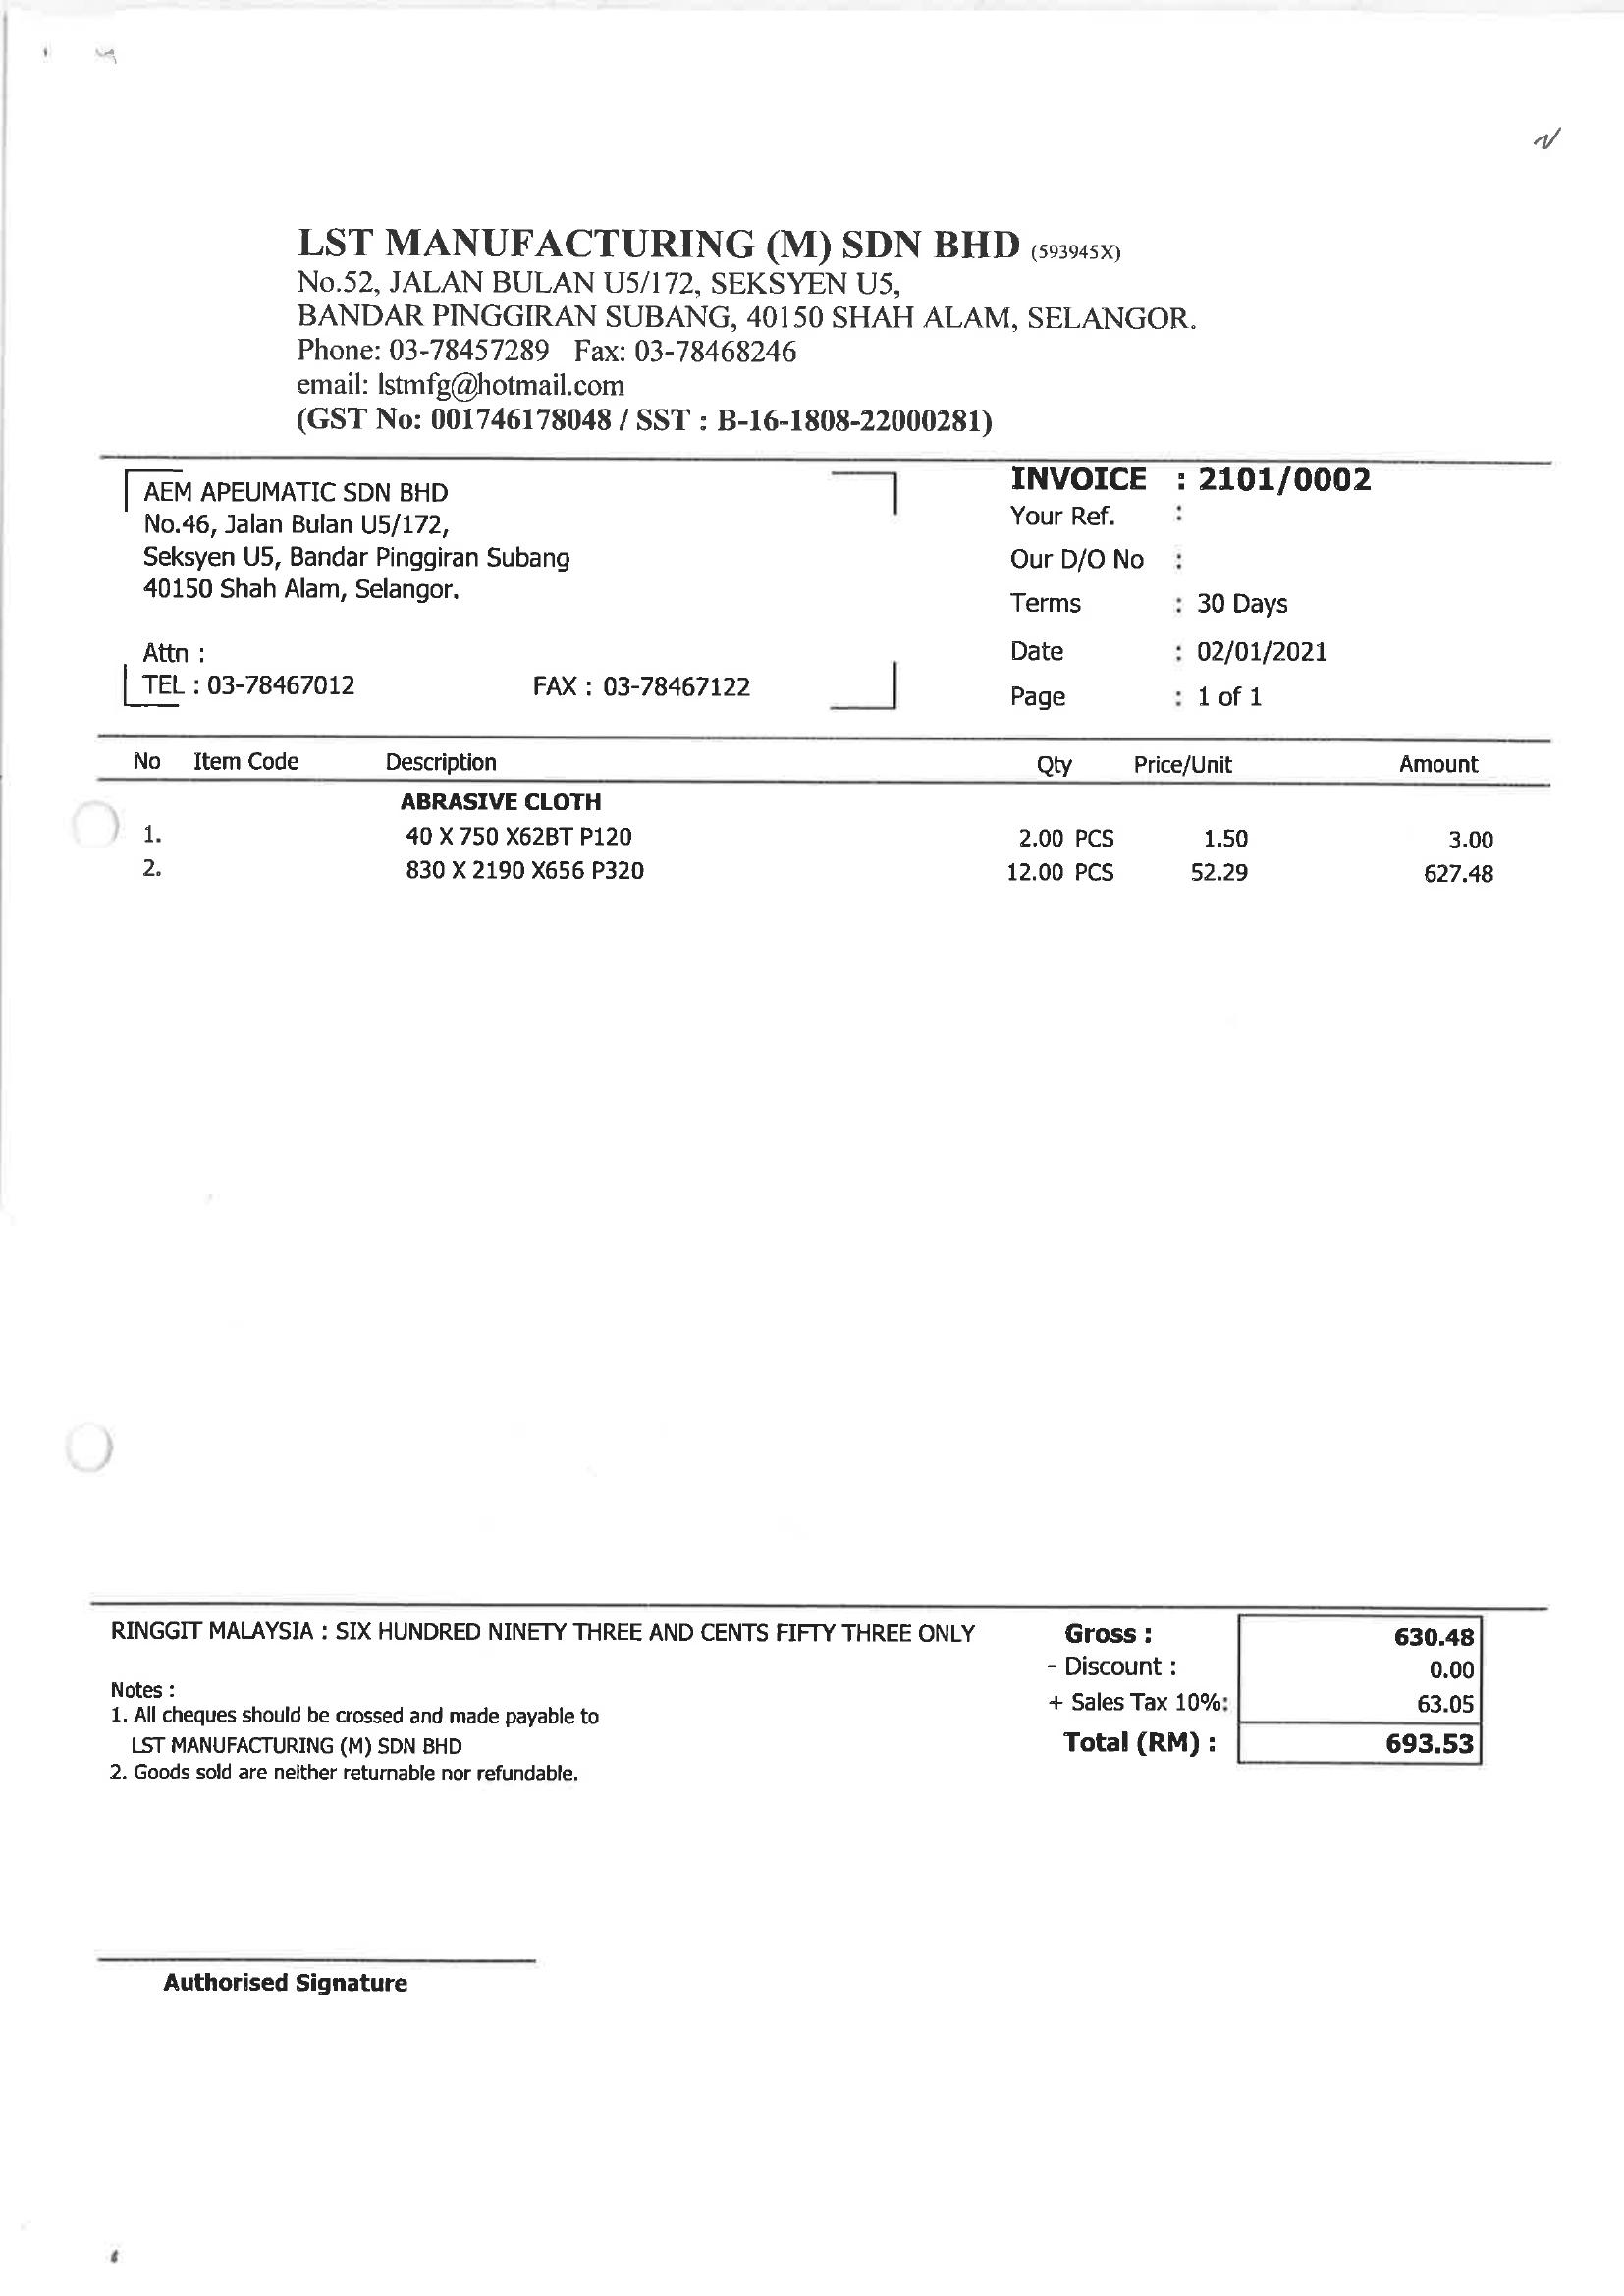 LST MANUFACTURING (M) SDN BHD (593945X)
No.52, JALAN BULAN U5/172, SEKSYEN U5,
BANDAR PINGGIRAN SUBANG, 40150 SHAH ALAM, SELANGOR.
Phone: 03-78457289 Fax: 03-78468246
email: lstmfg@hotmail.com
(GST No: 001746178048 / SST : B-16-1808-22000281)
AEM APEUMATIC SDN BHD
No.46, Jalan Bulan U5/172,
Seksyen U5, Bandar Pinggiran Subang
40150 Shah Alam, Selangor.
Attn :
TEL : 03-78467012 FAX : 03-78467122
INVOICE : 2101/0002
Your Ref. :
Our D/O No :
Terms : 30 Days
Date : 02/01/2021
Page : 1 of 1
No Item Code Description Qty Price/Unit Amount
ABRASIVE CLOTH
1. 40 X 750 X62BT P120 2.00 PCS 1.50 3.00
2. 830 X 2190 X656 P320 12.00 PCS 52.29 627.48
RINGGIT MALAYSIA : SIX HUNDRED NINETY THREE AND CENTS FIFTY THREE ONLY
Notes :
1. All cheques should be crossed and made payable to
LST MANUFACTURING (M) SDN BHD
2. Goods sold are neither returnable nor refundable.
Gross : 630.48
- Discount : 0.00
+ Sales Tax 10%: 63.05
Total (RM) : 693.53
Authorised Signature